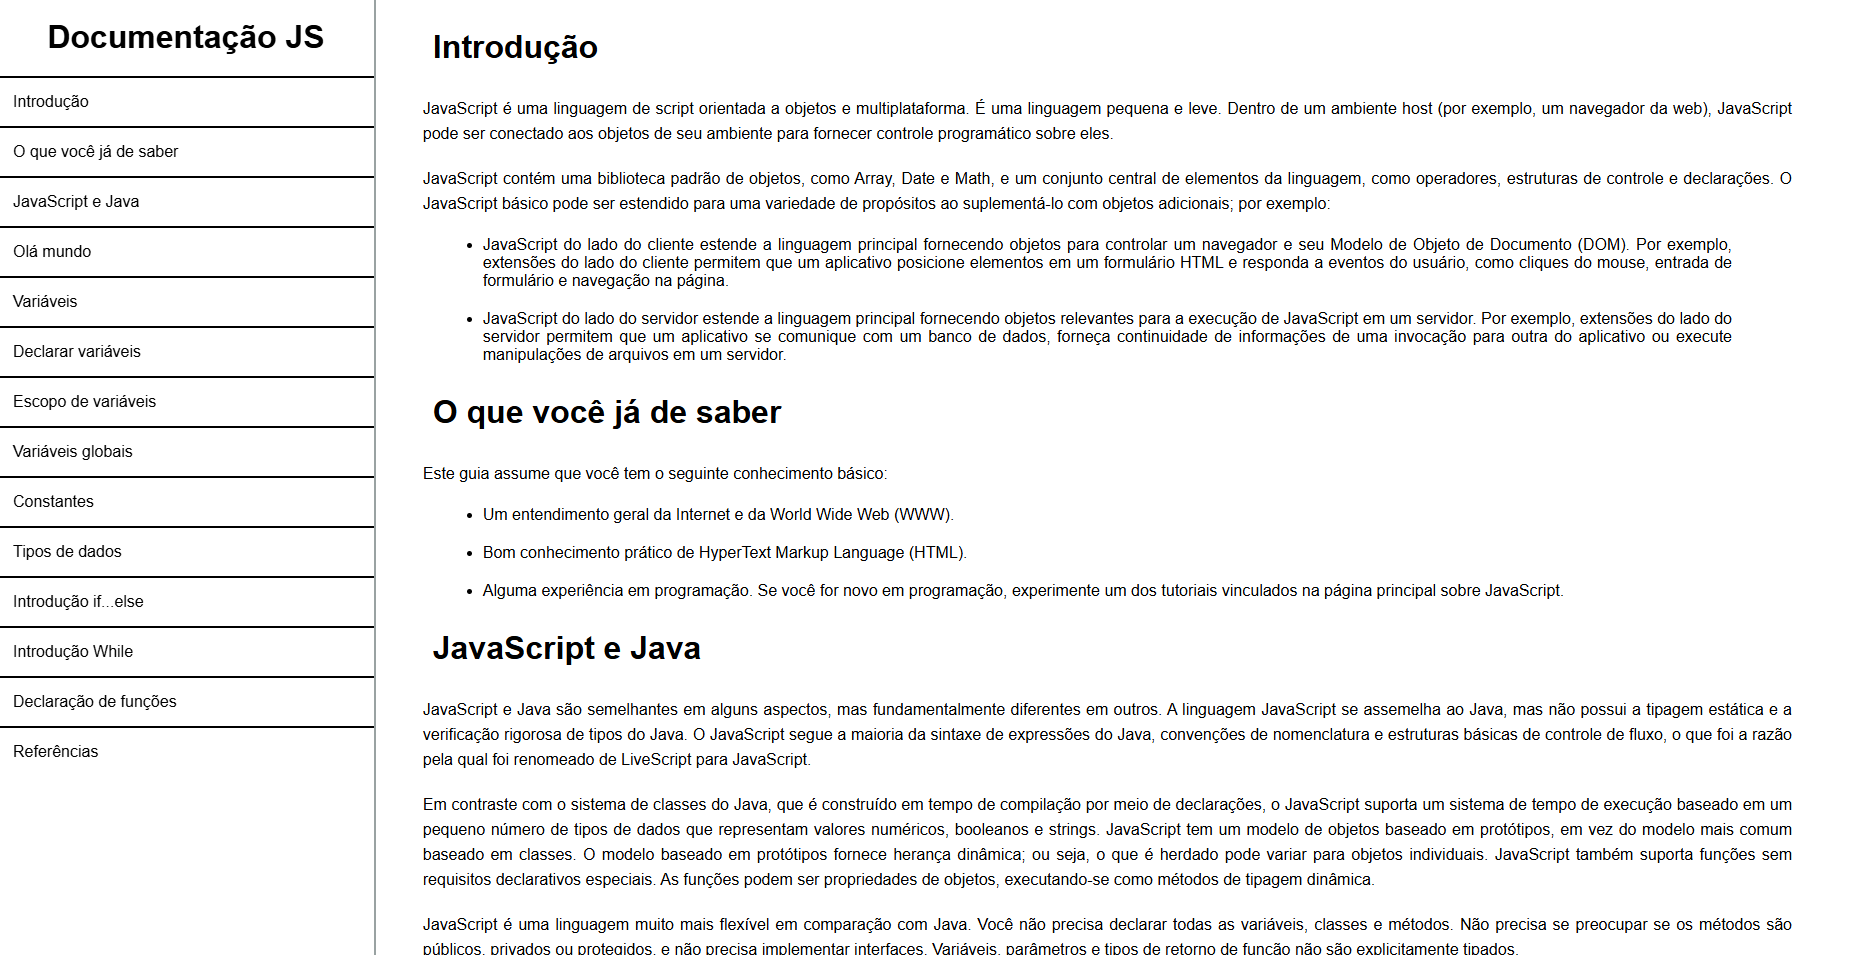 Documentação JS
Introdução
O que você já de saber
JavaScript e Java
Olá mundo
Variáveis
Declarar variáveis
Escopo de variáveis
Variáveis globais
Constantes
Tipos de dados
Introdução if...else
Introdução While
Declaração de funções
Referências
Introdução
JavaScript é uma linguagem de script orientada a objetos e multiplataforma. É uma linguagem pequena e leve. Dentro de um ambiente host (por exemplo, um navegador da web), JavaScript
pode ser conectado aos objetos de seu ambiente para fornecer controle programático sobre eles.
JavaScript contém uma biblioteca padrão de objetos, como Array, Date e Math, e um conjunto central de elementos da linguagem, como operadores, estruturas de controle e declarações. O
JavaScript básico pode ser estendido para uma variedade de propósitos ao suplementá-lo com objetos adicionais; por exemplo:
• JavaScript do lado do cliente estende a linguagem principal fornecendo objetos para controlar um navegador e seu Modelo de Objeto de Documento (DOM). Por exemplo,
extensões do lado do cliente permitem que um aplicativo posicione elementos em um formulário HTML e responda a eventos do usuário, como cliques do mouse, entrada de
formulário e navegação na página.
• JavaScript do lado do servidor estende a linguagem principal fornecendo objetos relevantes para a execução de JavaScript em um servidor. Por exemplo, extensões do lado do
servidor permitem que um aplicativo se comunique com um banco de dados, forneça continuidade de informações de uma invocação para outra do aplicativo ou execute
manipulações de arquivos em um servidor.
O que você já de saber
Este guia assume que você tem o seguinte conhecimento básico:
• Um entendimento geral da Internet e da World Wide Web (WWW).
• Bom conhecimento prático de HyperText Markup Language (HTML).
• Alguma experiência em programação. Se você for novo em programação, experimente um dos tutoriais vinculados na página principal sobre JavaScript.
JavaScript e Java
JavaScript e Java são semelhantes em alguns aspectos, mas fundamentalmente diferentes em outros. A linguagem JavaScript se assemelha ao Java, mas não possui a tipagem estática e a
verificação rigorosa de tipos do Java. O JavaScript segue a maioria da sintaxe de expressões do Java, convenções de nomenclatura e estruturas básicas de controle de fluxo, o que foi a razão
pela qual foi renomeado de LiveScript para JavaScript.
Em contraste com o sistema de classes do Java, que é construído em tempo de compilação por meio de declarações, o JavaScript suporta um sistema de tempo de execução baseado em um
pequeno número de tipos de dados que representam valores numéricos, booleanos e strings. JavaScript tem um modelo de objetos baseado em protótipos, em vez do modelo mais comum
baseado em classes. O modelo baseado em protótipos fornece herança dinâmica; ou seja, o que é herdado pode variar para objetos individuais. JavaScript também suporta funções sem
requisitos declarativos especiais. As funções podem ser propriedades de objetos, executando-se como métodos de tipagem dinâmica.
JavaScript é uma linguagem muito mais flexível em comparação com Java. Você não precisa declarar todas as variáveis, classes e métodos. Não precisa se preocupar se os métodos são
públicos, privados ou protegidos, e não precisa implementar interfaces. Variáveis, parâmetros e tipos de retorno de função não são explicitamente tipados.